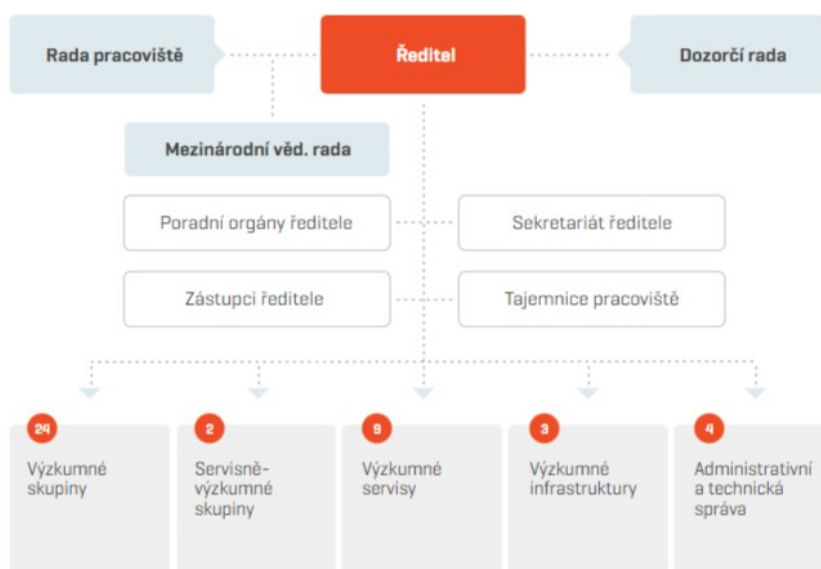 Rada pracoviště
Ředitel
Dozorčí rada
Mezinárodní věd. rada
Poradní orgány ředitele
Sekretariát ředitele
Zástupci ředitele
Tajemnice pracoviště
24
Výzkumné
skupiny
2
Servisně-
výzkumné
skupiny
9
Výzkumné
servisy
3
Výzkumné
infrastruktury
4
Administrativní
a technická
správa